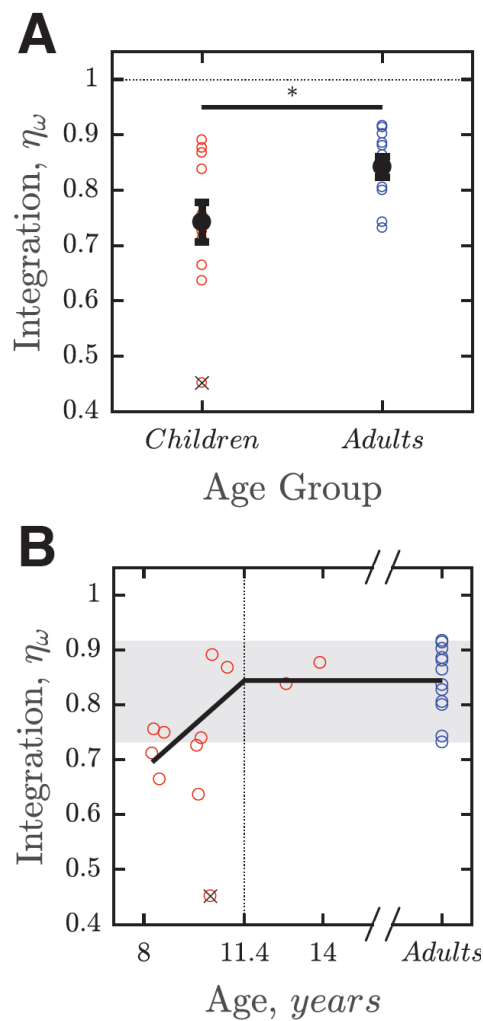 A
1
*
0.9
0.8
0.7
0.6
0.5
0.4
Integration, ηω
Children Adults
Age Group
B
1
0.9
0.8
0.7
0.6
0.5
0.4
Integration, ηω
8 11.4 14 Adults
Age, years